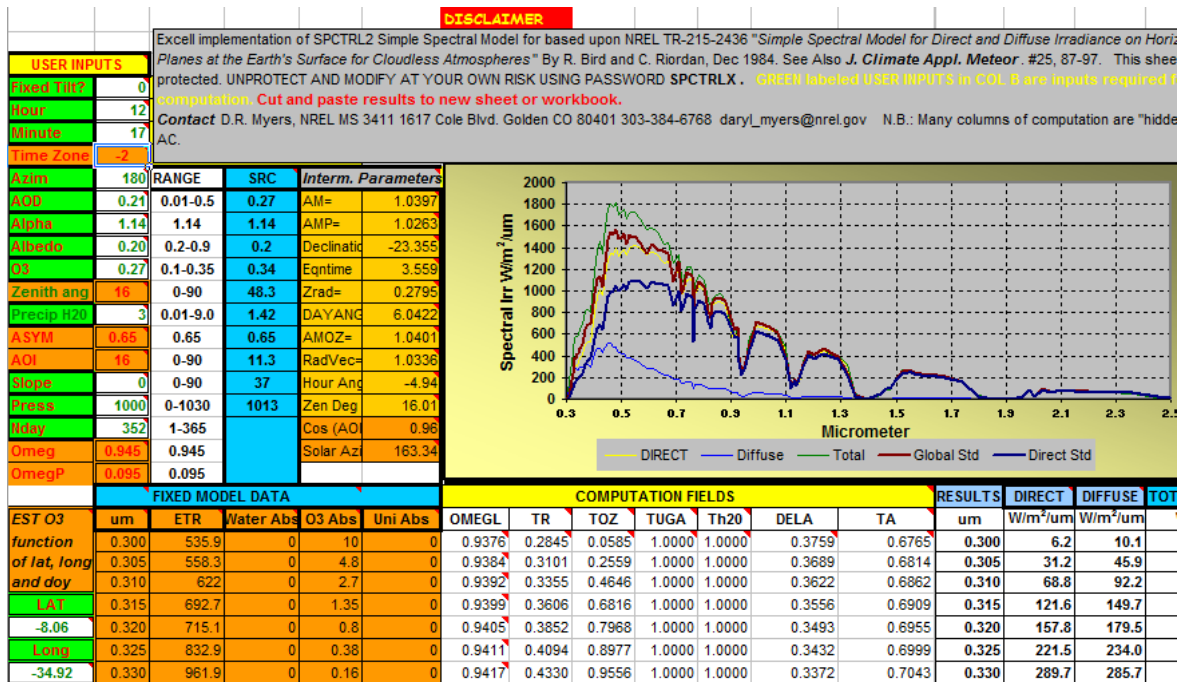 DISCLAIMER
Excell implementation of SPCTRL2 Simple Spectral Model for based upon NREL TR-215-2436 "Simple Spectral Model for Direct and Diffuse Irradiance on Horiz
Planes at the Earth's Surface for Cloudless Atmospheres" By R. Bird and C. Riordan, Dec 1984. See Also J. Climate Appl. Meteor. #25, 87-97. This shee
protected. UNPROTECT AND MODIFY AT YOUR OWN RISK USING PASSWORD SPCTRLX . GREEN labeled USER INPUTS in COL B are inputs required f
computation. Cut and paste results to new sheet or workbook.
Contact D.R. Myers, NREL MS 3411 1617 Cole Blvd. Golden CO 80401 303-384-6768 daryl_myers@nrel.gov N.B.: Many columns of computation are "hidde
AC.
USER INPUTS
Fixed Tilt? 0
Hour 12
Minute 17
Time Zone -2
Azim 180 RANGE SRC Interm. Parameters
AOD 0.21 0.01-0.5 0.27 AM= 1.0397
Alpha 1.14 1.14 1.14 AMP= 1.0263
Albedo 0.20 0.2-0.9 0.2 Declinatio -23.355
O3 0.27 0.1-0.35 0.34 Eqntime 3.559
Zenith ang 16 0-90 48.3 Zrad= 0.2795
Precip H20 3 0.01-9.0 1.42 DAYANG 6.0422
ASYM 0.65 0.65 0.65 AMOZ= 1.0401
AOI 16 0-90 11.3 RadVec= 1.0336
Slope 0 0-90 37 Hour Ang -4.94
Press 1000 0-1030 1013 Zen Deg 16.01
Nday 352 1-365 Cos (AOI 0.96
Omeg 0.945 0.945 Solar Azi 163.34
OmegP 0.095 0.095
Spectral Irr W/m²/um
2000
1800
1600
1400
1200
1000
800
600
400
200
0
0.3 0.5 0.7 0.9 1.1 1.3 1.5 1.7 1.9 2.1 2.3 2.5
Micrometer
DIRECT Diffuse Total Global Std Direct Std
FIXED MODEL DATA COMPUTATION FIELDS RESULTS DIRECT DIFFUSE TOT
EST O3 um ETR Water Abs O3 Abs Uni Abs OMEGL TR TOZ TUGA Th20 DELA TA um W/m²/um W/m²/um
function 0.300 535.9 0 10 0 0.9376 0.2845 0.0585 1.0000 1.0000 0.3759 0.6765 0.300 6.2 10.1
of lat, long 0.305 558.3 0 4.8 0 0.9384 0.3101 0.2559 1.0000 1.0000 0.3689 0.6814 0.305 31.2 45.9
and doy 0.310 622 0 2.7 0 0.9392 0.3355 0.4646 1.0000 1.0000 0.3622 0.6862 0.310 68.8 92.2
LAT 0.315 692.7 0 1.35 0 0.9399 0.3606 0.6816 1.0000 1.0000 0.3556 0.6909 0.315 121.6 149.7
-8.06 0.320 715.1 0 0.8 0 0.9405 0.3852 0.7968 1.0000 1.0000 0.3493 0.6955 0.320 157.8 179.5
Long 0.325 832.9 0 0.38 0 0.9411 0.4094 0.8977 1.0000 1.0000 0.3432 0.6999 0.325 221.5 234.0
-34.92 0.330 961.9 0 0.16 0 0.9417 0.4330 0.9556 1.0000 1.0000 0.3372 0.7043 0.330 289.7 285.7